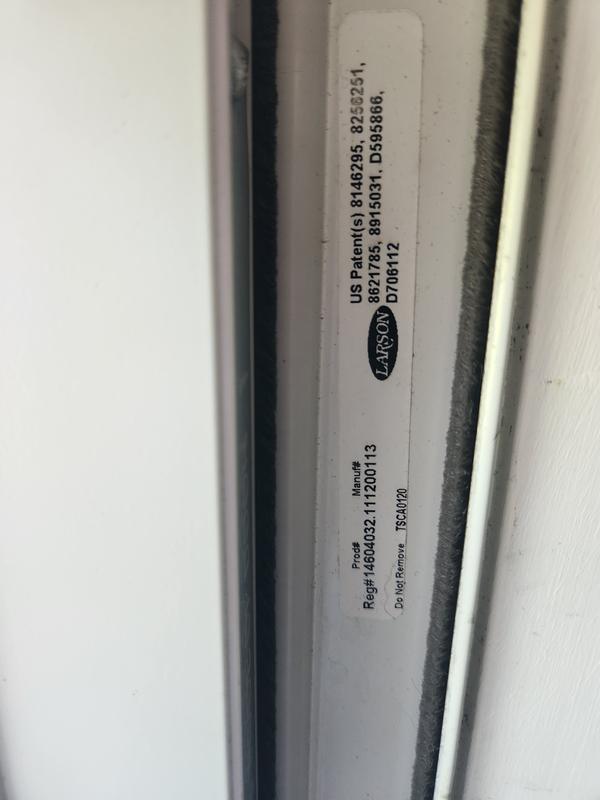 Prod# Manuf#
Reg#14604032.111200113
Do Not Remove TSCA0120
LARSON
US Patent(s) 8146295, 8256251,
8621785, 8915031, D595866,
D706112